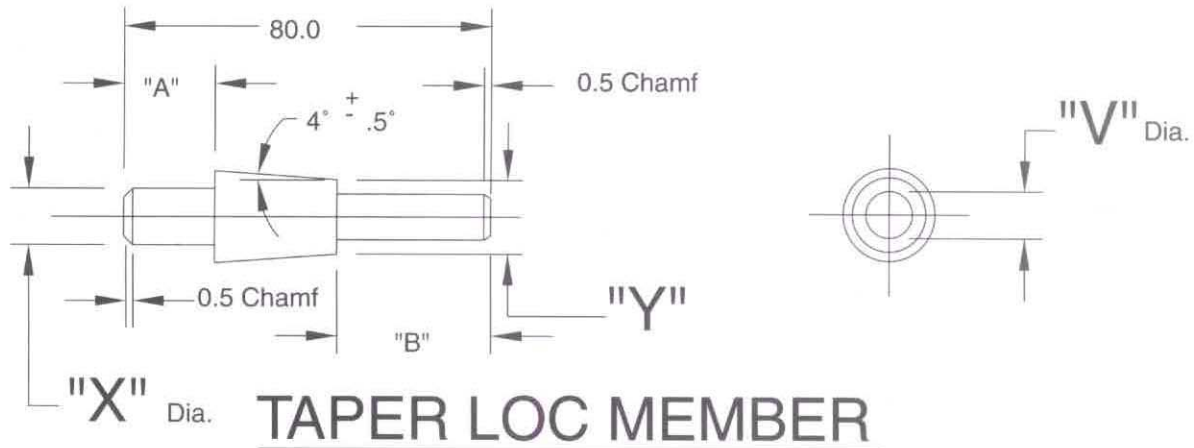 80.0
"A"
0.5 Chamf
4° +- .5°
"V" Dia.
0.5 Chamf
"Y"
"B"
"X" Dia.
TAPER LOC MEMBER